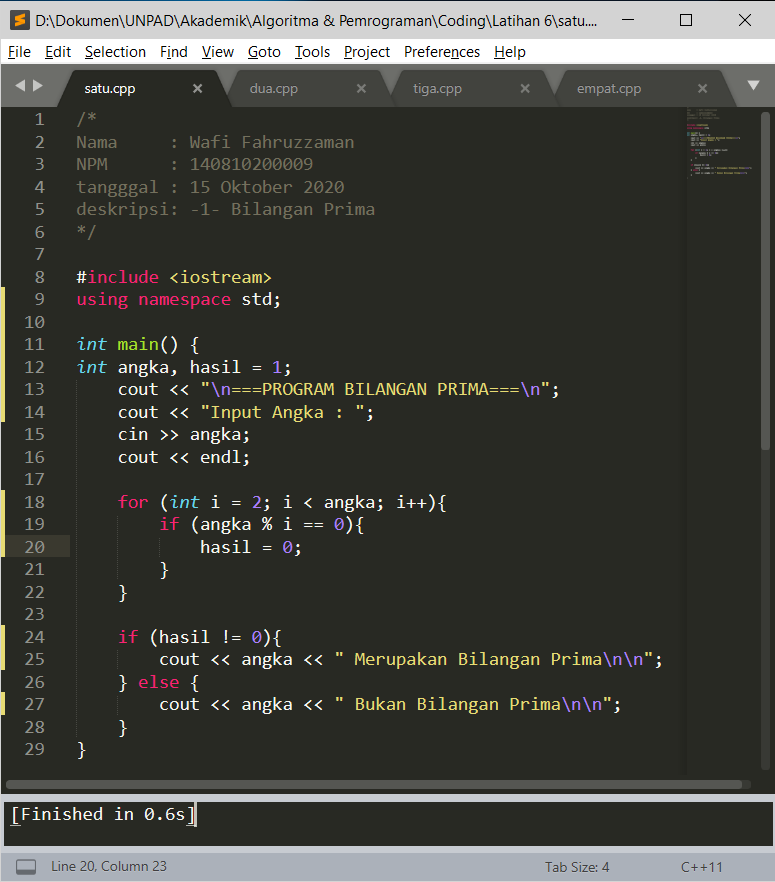 D:\Dokumen\UNPAD\Akademik\Algoritma & Pemrograman\Coding\Latihan 6\satu....
File Edit Selection Find View Goto Tools Project Preferences Help
satu.cpp dua.cpp tiga.cpp empat.cpp
1 /*
2 Nama     : Wafi Fahruzzaman
3 NPM      : 140810200009
4 tangggal : 15 Oktober 2020
5 deskripsi: -1- Bilangan Prima
6 */
7
8 #include <iostream>
9 using namespace std;
10
11 int main() {
12 int angka, hasil = 1;
13     cout << "\n===PROGRAM BILANGAN PRIMA===\n";
14     cout << "Input Angka : ";
15     cin >> angka;
16     cout << endl;
17
18     for (int i = 2; i < angka; i++){
19         if (angka % i == 0){
20             hasil = 0;
21         }
22     }
23
24     if (hasil != 0){
25         cout << angka << " Merupakan Bilangan Prima\n\n";
26     } else {
27         cout << angka << " Bukan Bilangan Prima\n\n";
28     }
29 }
[Finished in 0.6s]
Line 20, Column 23 Tab Size: 4 C++11